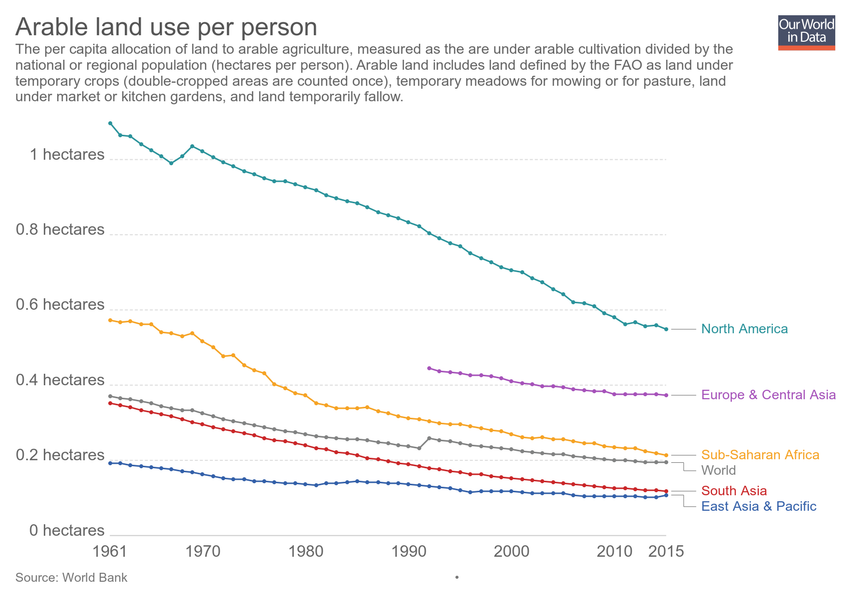 Arable land use per person
Our World
in Data
The per capita allocation of land to arable agriculture, measured as the are under arable cultivation divided by the
national or regional population (hectares per person). Arable land includes land defined by the FAO as land under
temporary crops (double-cropped areas are counted once), temporary meadows for mowing or for pasture, land
under market or kitchen gardens, and land temporarily fallow.
1 hectares
0.8 hectares
0.6 hectares
North America
0.4 hectares
Europe & Central Asia
0.2 hectares
Sub-Saharan Africa
World
South Asia
East Asia & Pacific
0 hectares
1961 1970 1980 1990 2000 2010 2015
Source: World Bank •